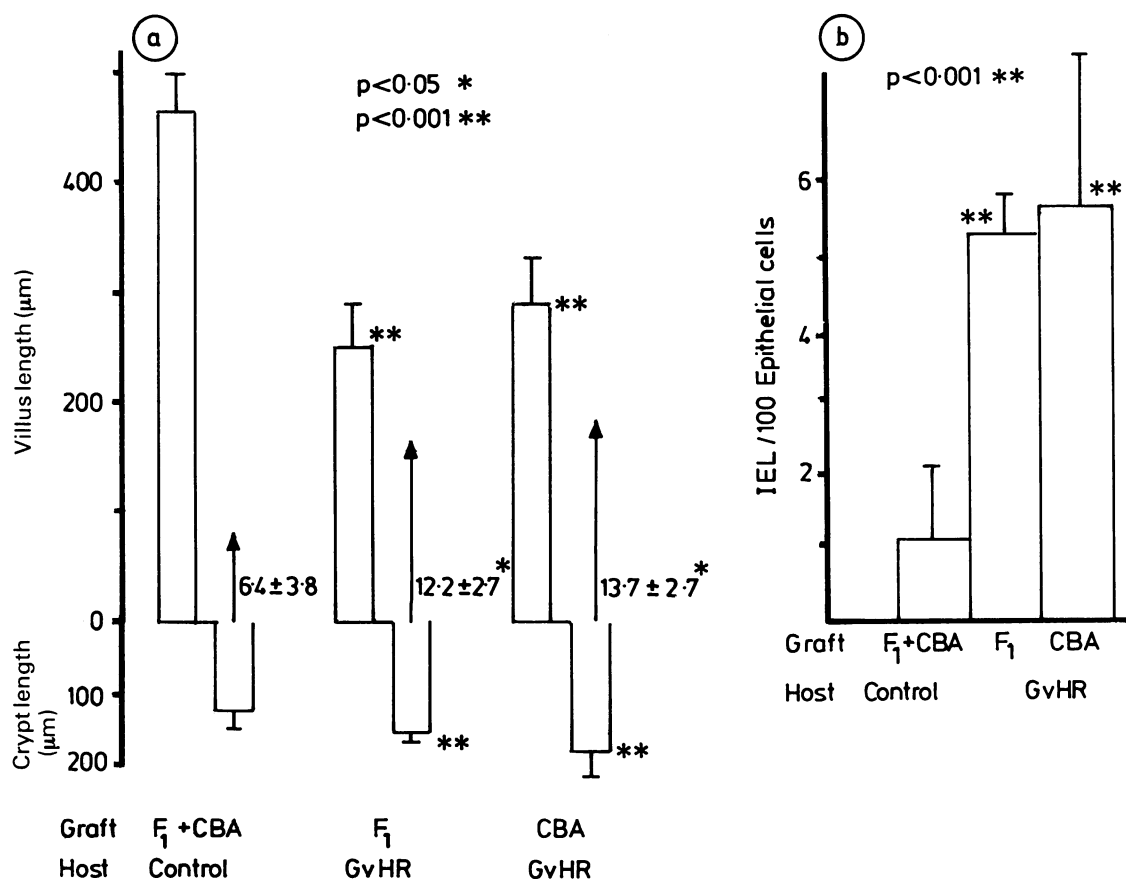 a
p<0·05 *
p<0·001 **
400
200
0
100
200
Villus length (μm)
Crypt length
(μm)
**
**
6·4 ± 3·8
12·2 ±2·7 *
13·7 ± 2·7 *
**
**
Graft F1 +CBA F1 CBA
Host Control GvHR GvHR
b
p<0·001 **
6
4
2
IEL /100 Epithelial cells
**
**
Graft F1+CBA F1 CBA
Host Control GvHR